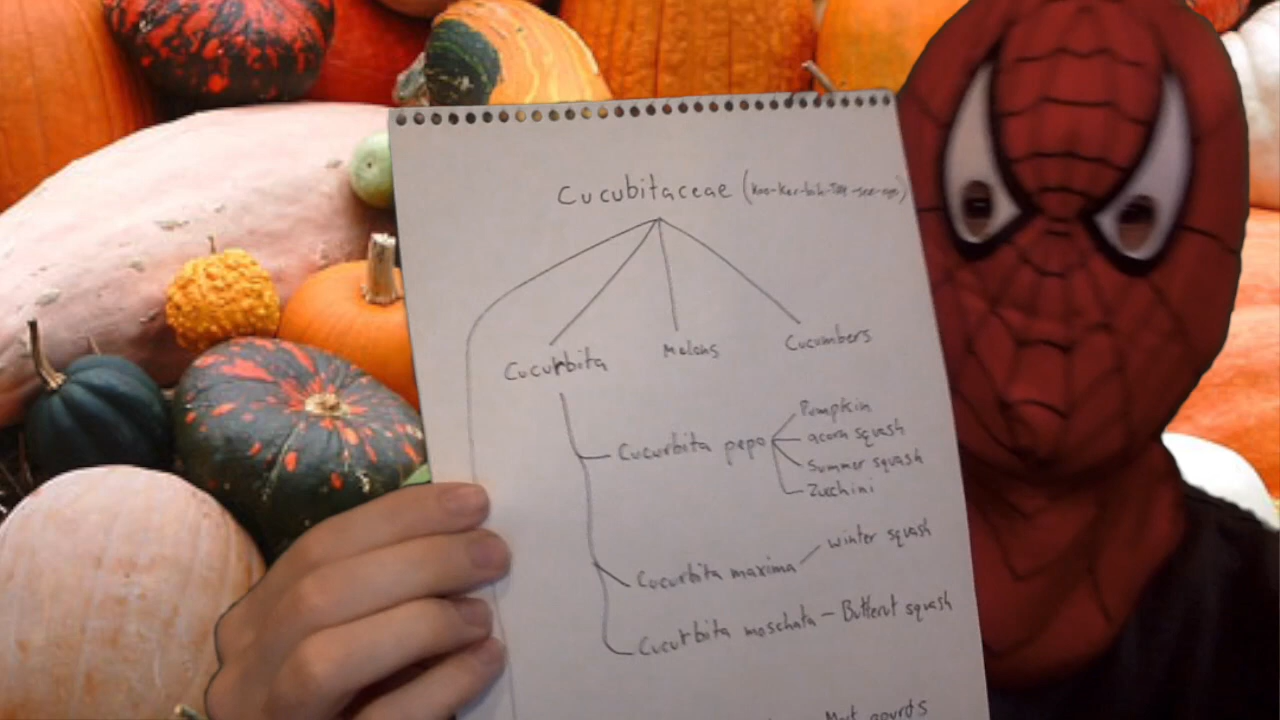 Cucubitaceae (koo-ker-bih-TAY-see-eye)
Cucurbita Melons Cucumbers
Cucurbita pepo
Pumpkin
acorn squash
Summer squash
Zucchini
Cucurbita maxima
winter squash
Cucurbita moschata - Butternt squash
Most gourds